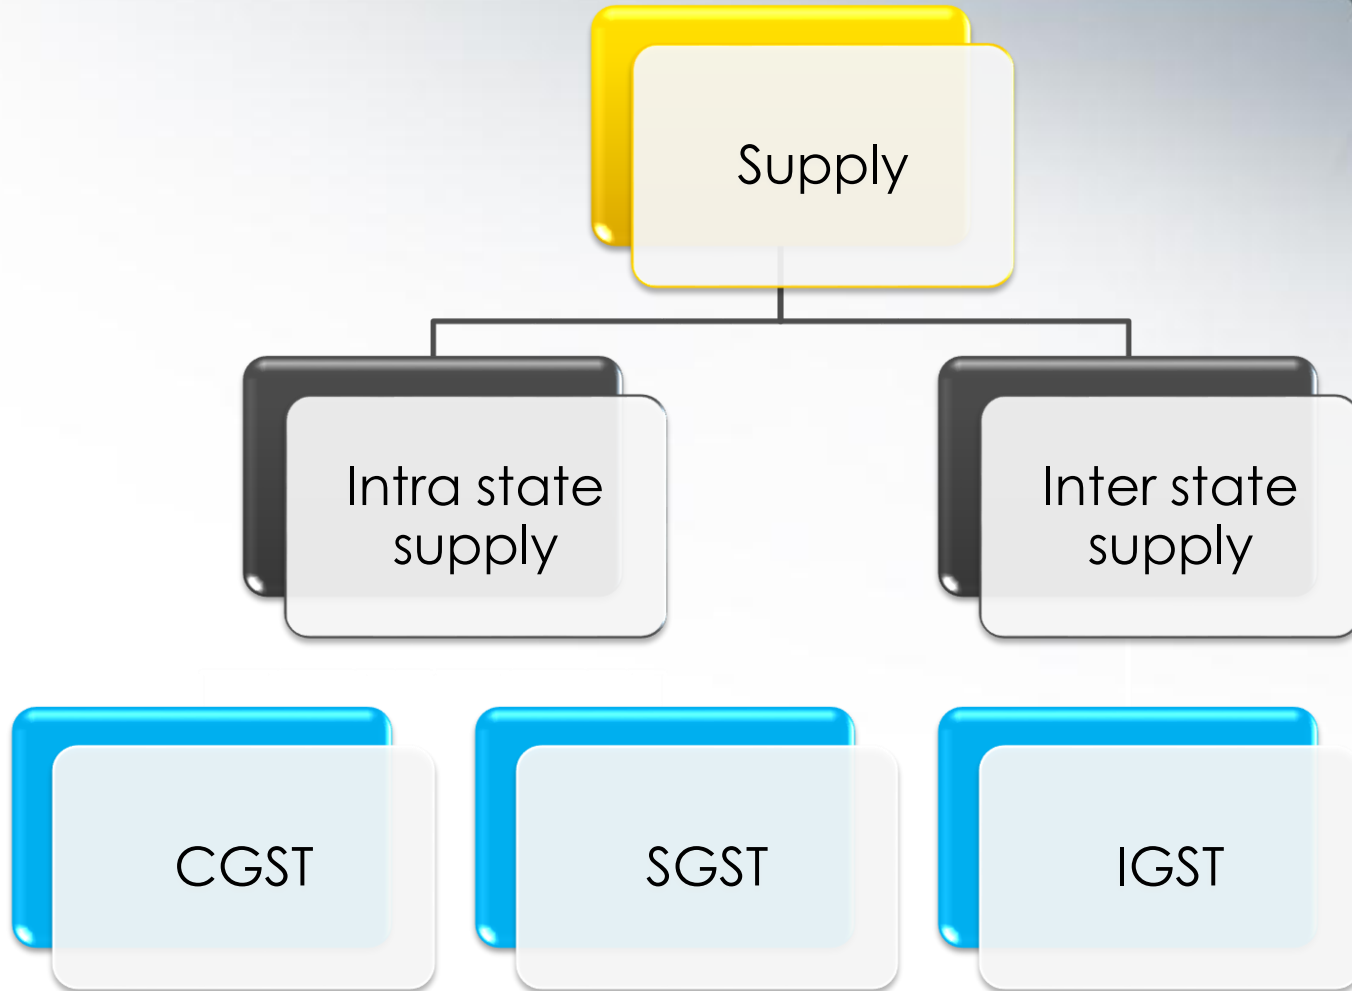 Supply
Intra state
supply
Inter state
supply
CGST
SGST
IGST